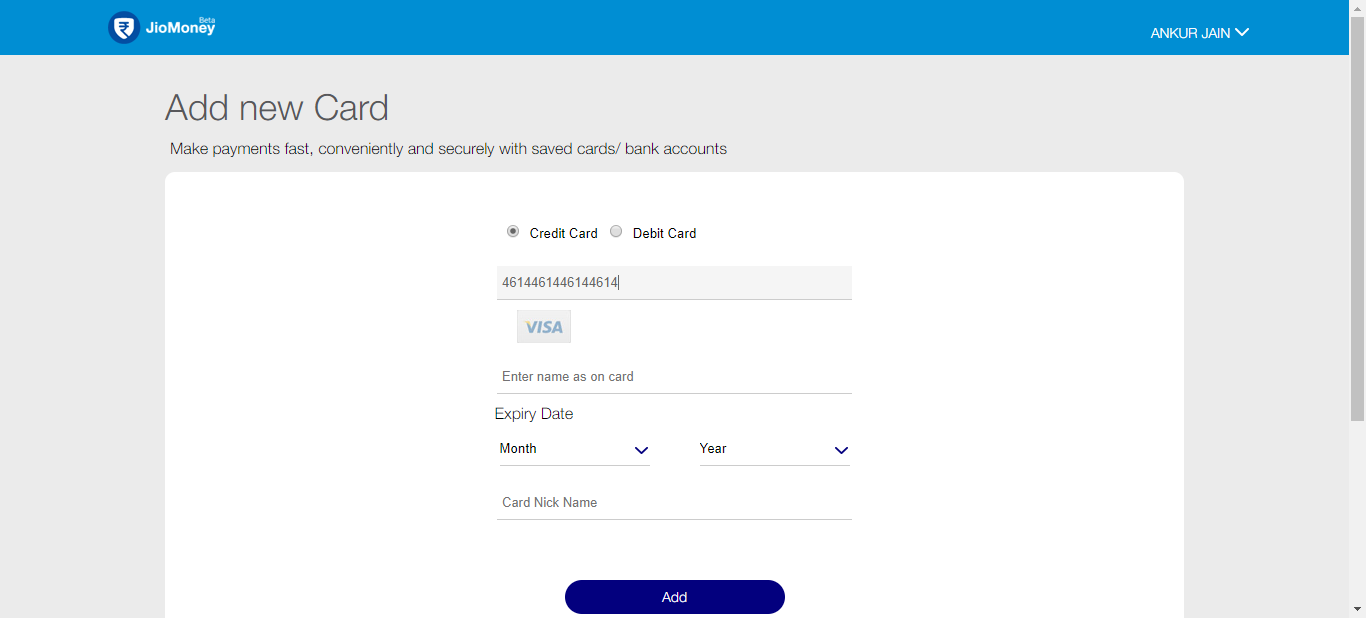 Beta
JioMoney
ANKUR JAIN
Add new Card
Make payments fast, conveniently and securely with saved cards/ bank accounts
Credit Card Debit Card
4614461446144614
VISA
Enter name as on card
Expiry Date
Month Year
Card Nick Name
Add